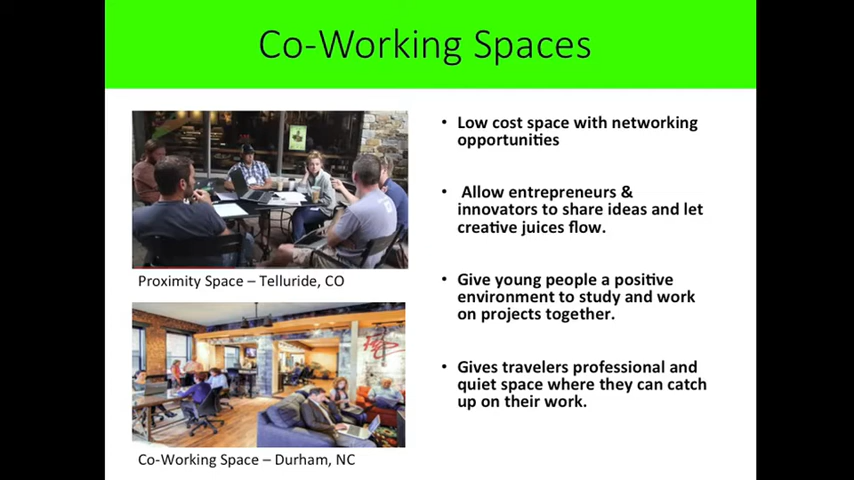 Co-Working Spaces
Proximity Space – Telluride, CO
Co-Working Space – Durham, NC
• Low cost space with networking
opportunities
• Allow entrepreneurs &
innovators to share ideas and let
creative juices flow.
• Give young people a positive
environment to study and work
on projects together.
• Gives travelers professional and
quiet space where they can catch
up on their work.